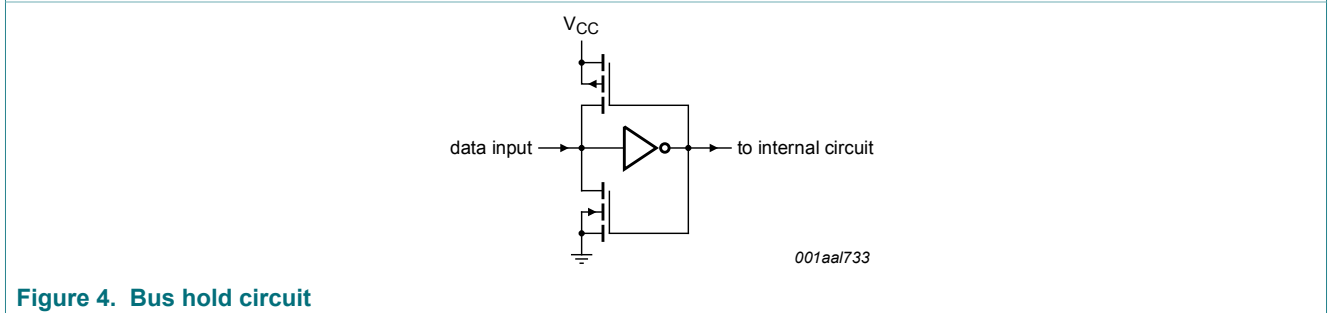 VCC
data input
to internal circuit
001aal733
Figure 4. Bus hold circuit